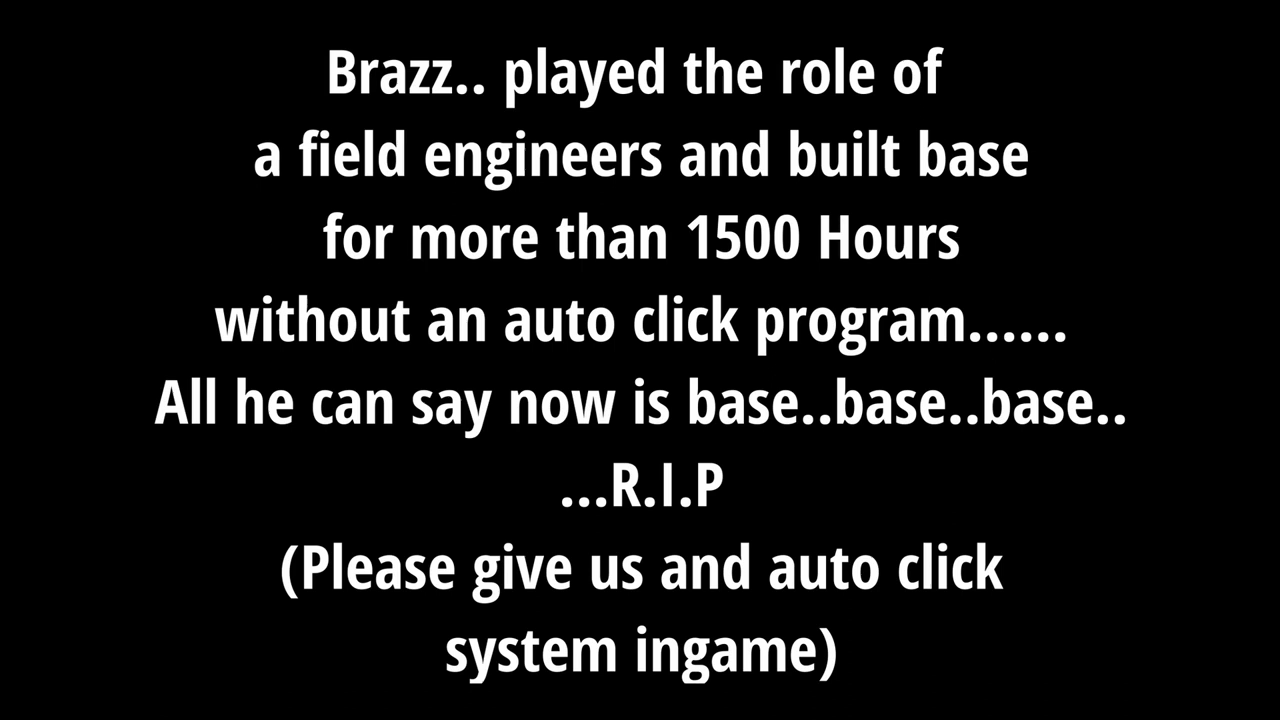 Brazz.. played the role of
a field engineers and built base
for more than 1500 Hours
without an auto click program......
All he can say now is base..base..base..
...R.I.P
(Please give us and auto click
system ingame)